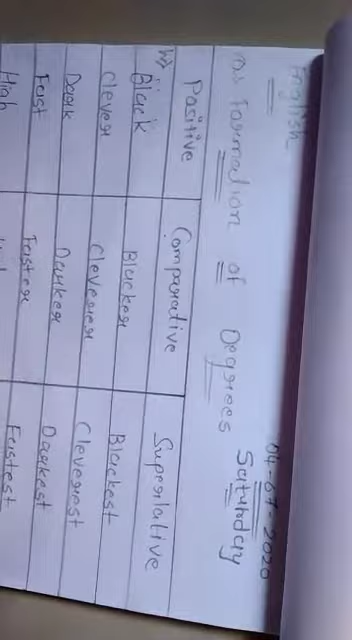 English 04-07-2020
Saturday
Formation of Degrees
Positive Comparative Superlative
Black Blacker Blackest
Clever Cleverer Cleverest
Dark Darker Darkest
Fast Faster Fastest
High